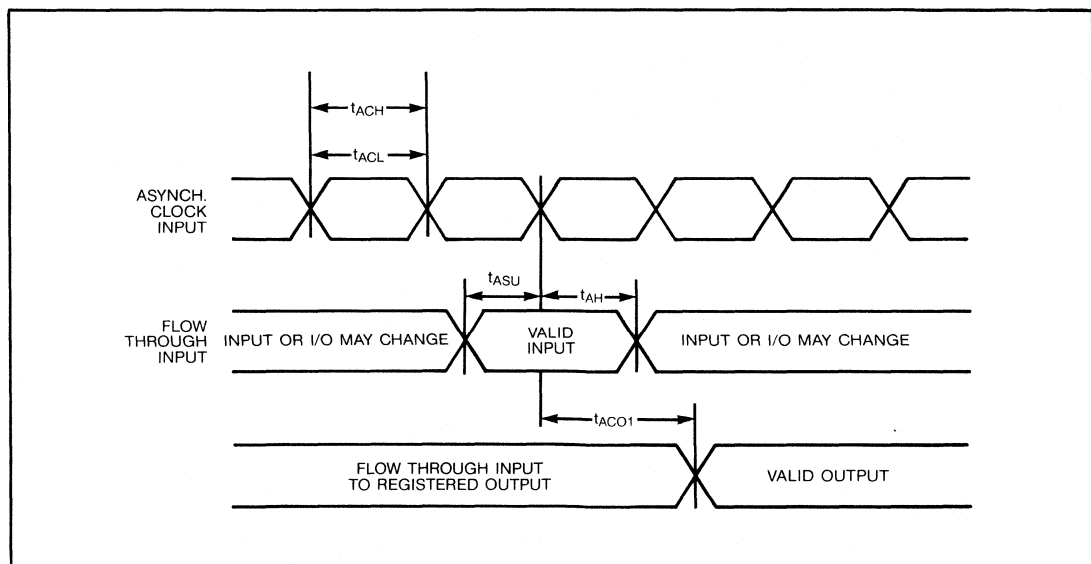 tACH
tACL
ASYNCH.
CLOCK
INPUT
tASU
tAH
FLOW
THROUGH
INPUT
INPUT OR I/O MAY CHANGE
VALID
INPUT
INPUT OR I/O MAY CHANGE
tACO1
FLOW THROUGH INPUT
TO REGISTERED OUTPUT
VALID OUTPUT